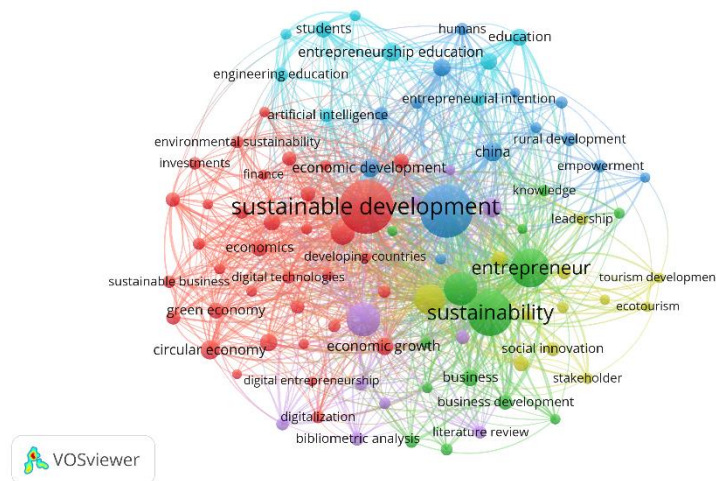 students
humans
education
entrepreneurship education
engineering education
entrepreneurial intention
artificial intelligence
environmental sustainability
rural development
china
investments
economic development
empowerment
finance
knowledge
sustainable development
leadership
economics
developing countries
entrepreneur
sustainable business
digital technologies
tourism developmen
ecotourism
green economy
sustainability
circular economy
economic growth
social innovation
digital entrepreneurship
business
stakeholder
business development
digitalization
bibliometric analysis
literature review
VOSviewer